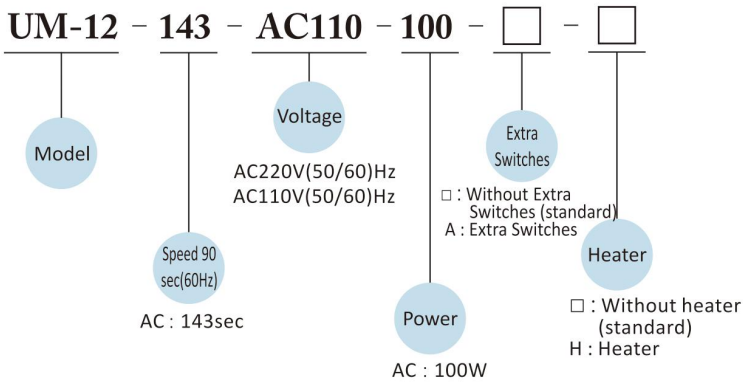 UM-12 - 143 - AC110 - 100 - □ - □
Model
Voltage
AC220V(50/60)Hz
AC110V(50/60)Hz
Extra
Switches
□ : Without Extra
Switches (standard)
A : Extra Switches
Speed 90
sec(60Hz)
AC : 143sec
Power
AC : 100W
Heater
□ : Without heater
(standard)
H : Heater